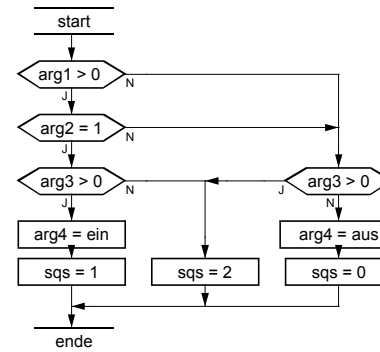 start
arg1 > 0
N
J
arg2 = 1
N
J
arg3 > 0
N
J
arg3 > 0
J
N
arg4 = ein
arg4 = aus
sqs = 1
sqs = 2
sqs = 0
ende